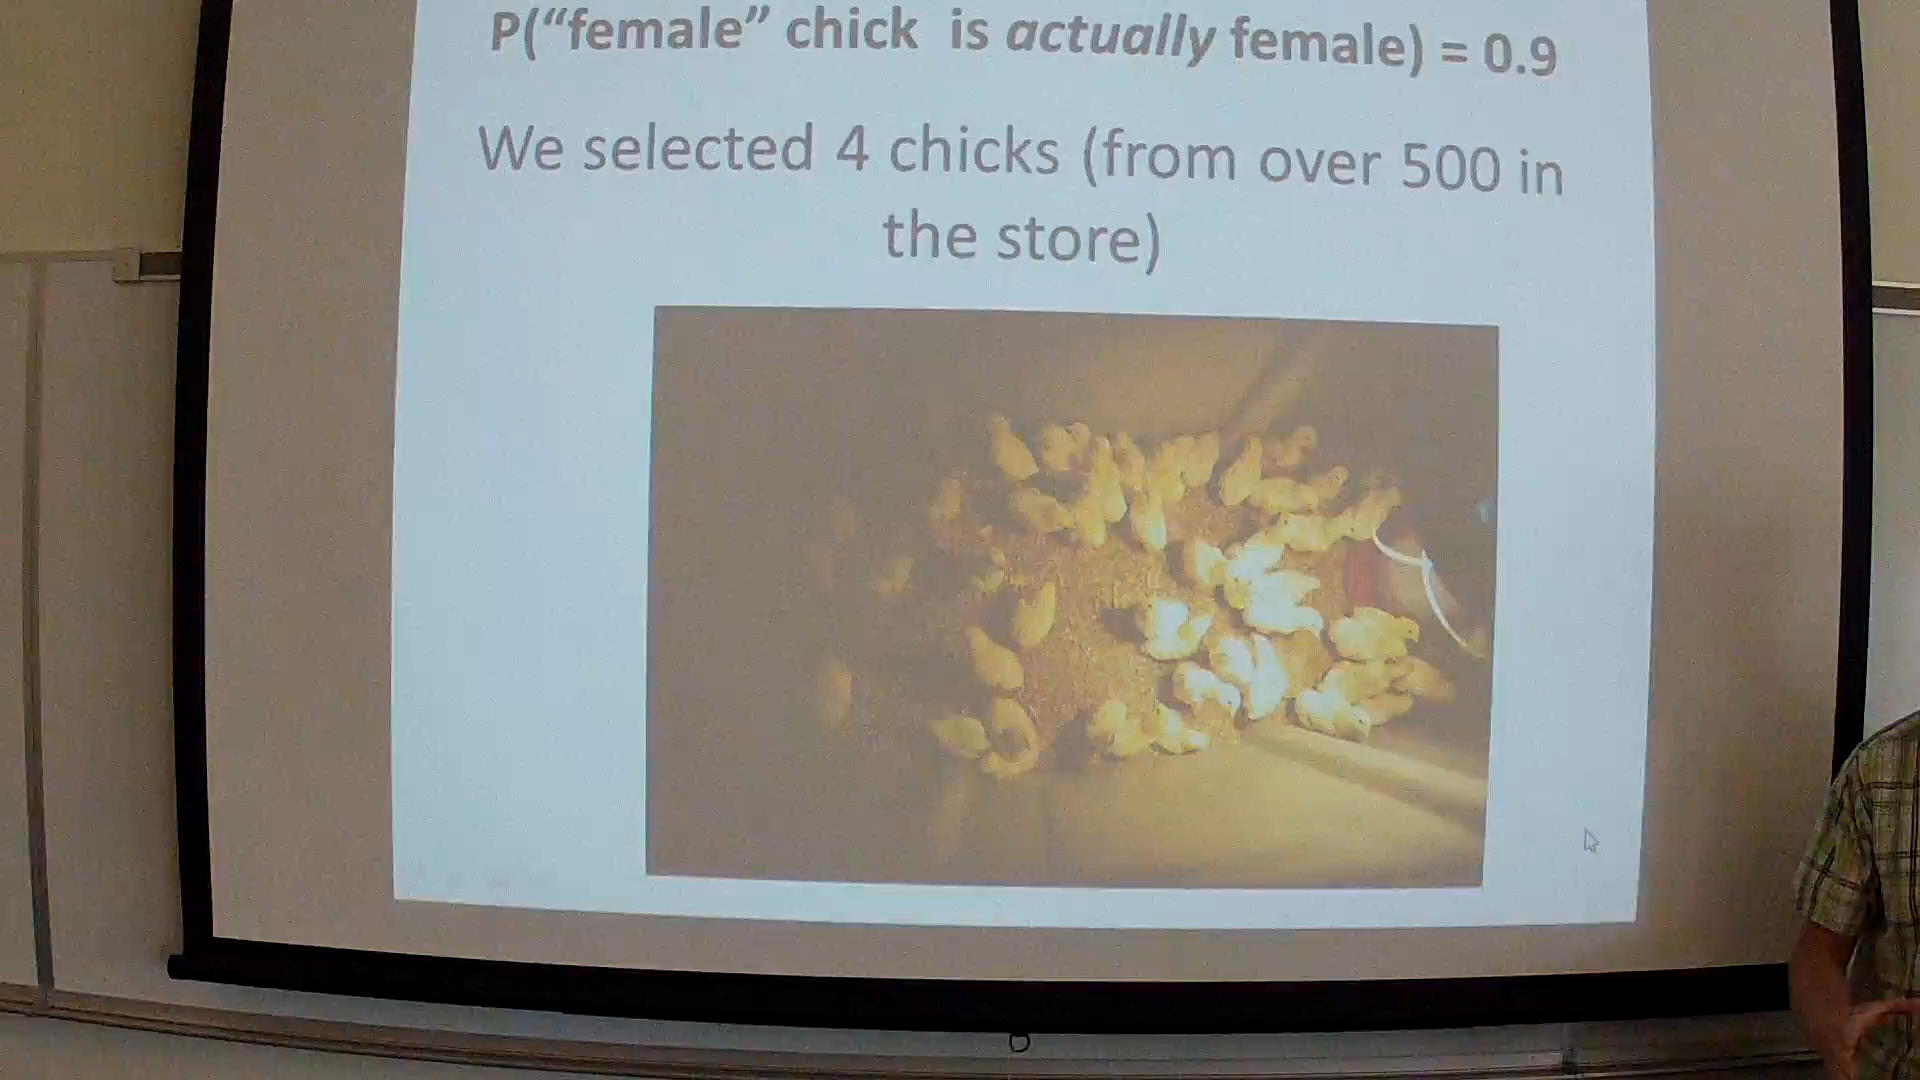 P(“female” chick is actually female) = 0.9
We selected 4 chicks (from over 500 in
the store)